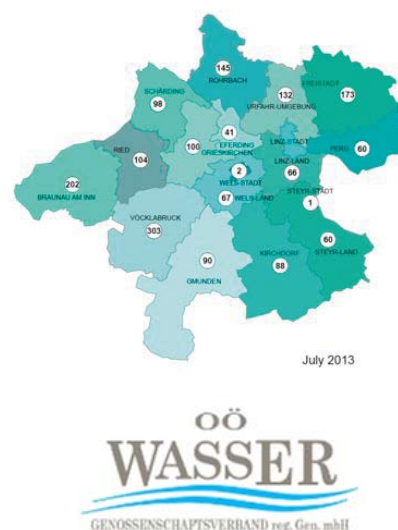 145
ROHRBACH
FREISTADT
173
132
URFAHR-UMGEBUNG
SCHÄRDING
98
41
EFERDING
GRIESKIRCHEN
100
LINZ-STADT
PERG
60
RIED
104
2
WELS-STADT
LINZ-LAND
66
STEYR-STADT
1
202
BRAUNAU AM INN
67
WELS-LAND
VÖCKLABRUCK
303
60
STEYR-LAND
KIRCHDORF
88
90
GMUNDEN
July 2013
OÖ
WASSER
GENOSSENSCHAFTSVERBAND reg. Gen. mbH